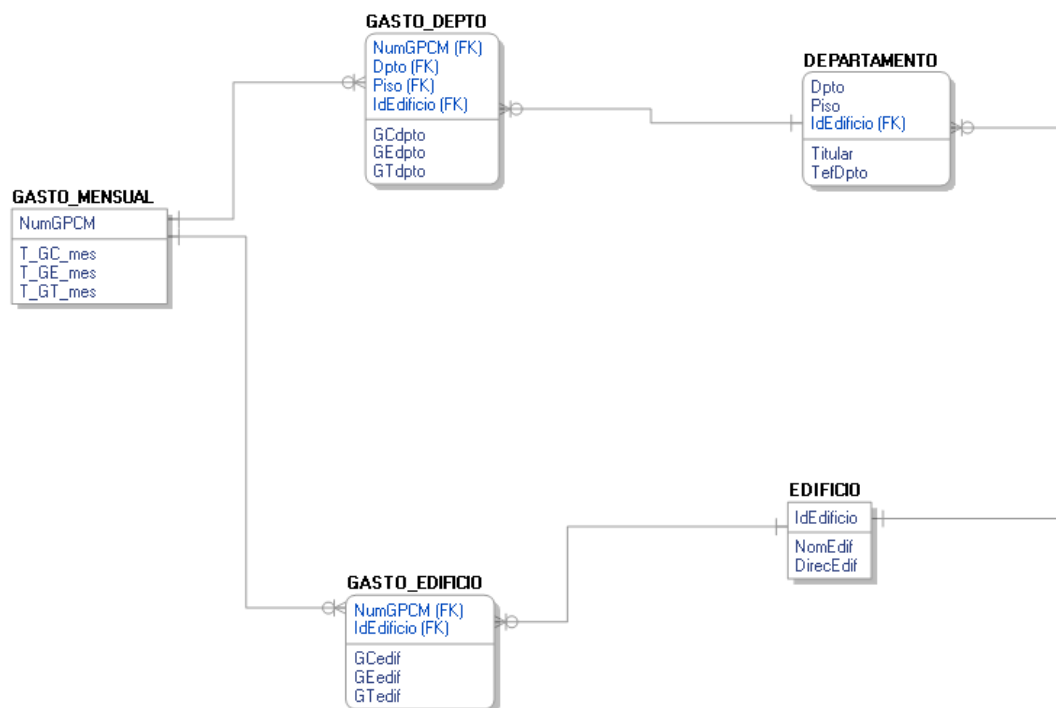 GASTO_DEPTO
NumGPCM (FK)
Dpto (FK)
Piso (FK)
IdEdificio (FK)
GCdpto
GEdpto
GTdpto
DEPARTAMENTO
Dpto
Piso
IdEdificio (FK)
Titular
TefDpto
GASTO_MENSUAL
NumGPCM
T_GC_mes
T_GE_mes
T_GT_mes
EDIFICIO
IdEdificio
NomEdif
DirecEdif
GASTO_EDIFICIO
NumGPCM (FK)
IdEdificio (FK)
GCedif
GEedif
GTedif